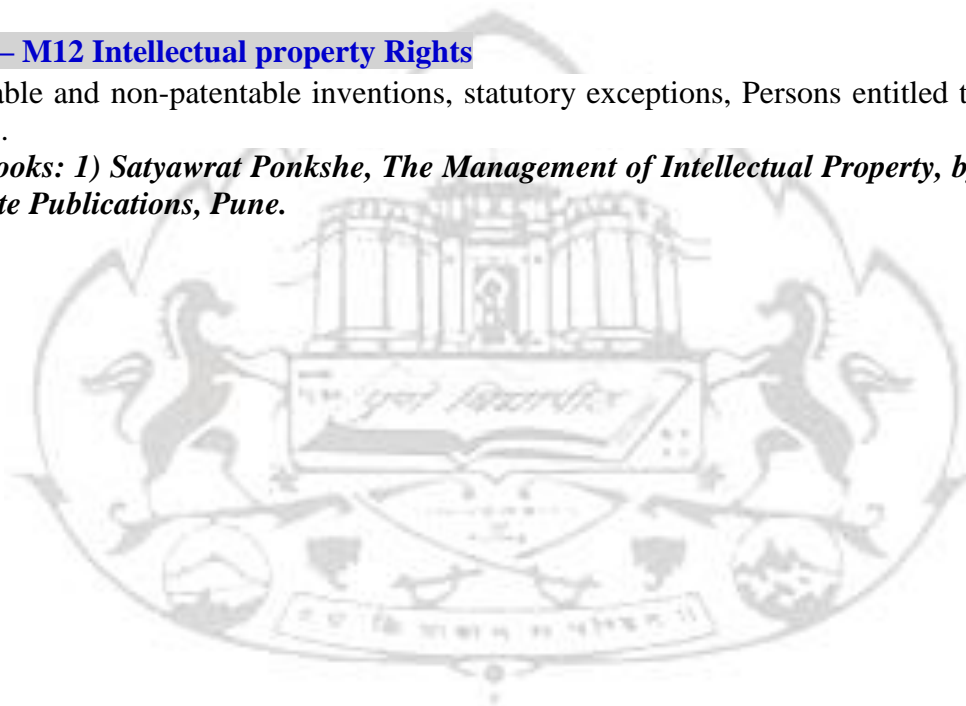 – M12 Intellectual property Rights
able and non-patentable inventions, statutory exceptions, Persons entitled t
.
ooks: 1) Satyawrat Ponkshe, The Management of Intellectual Property, b
te Publications, Pune.
पुणे विद्यापीठ